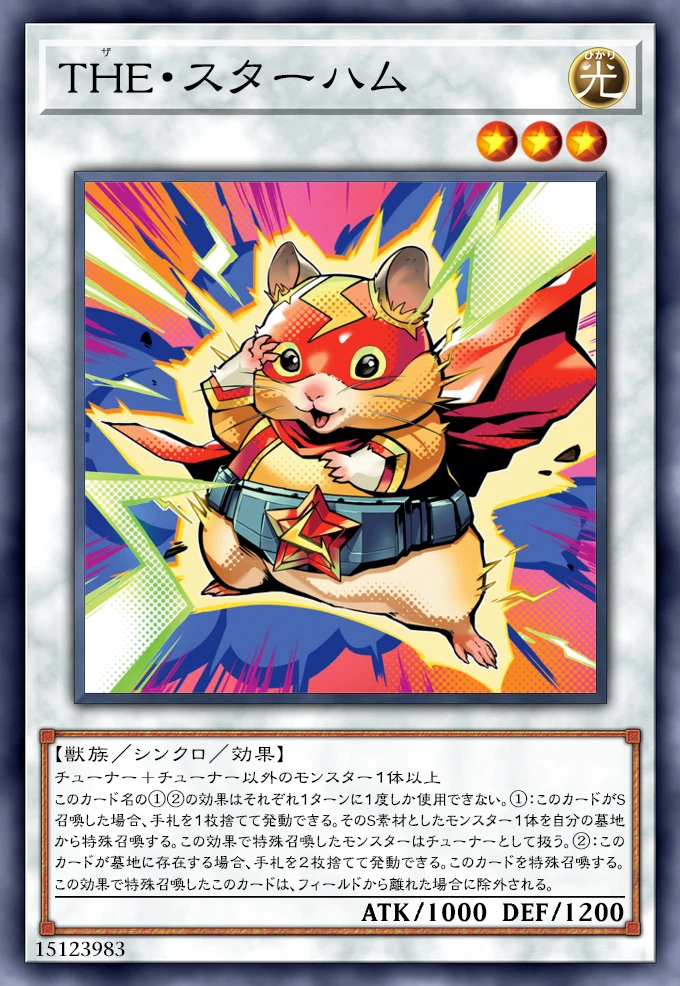 ザ
THE・スターハム
ひかり
光
【獣族／シンクロ／効果】
チューナー＋チューナー以外のモンスター１体以上
このカード名の①②の効果はそれぞれ１ターンに１度しか使用できない。①：このカードがS
召喚した場合、手札を１枚捨てて発動できる。そのS素材としたモンスター１体を自分の墓地
から特殊召喚する。この効果で特殊召喚したモンスターはチューナーとして扱う。②：この
カードが墓地に存在する場合、手札を２枚捨てて発動できる。このカードを特殊召喚する。
この効果で特殊召喚したこのカードは、フィールドから離れた場合に除外される。
ATK/1000 DEF/1200
15123983